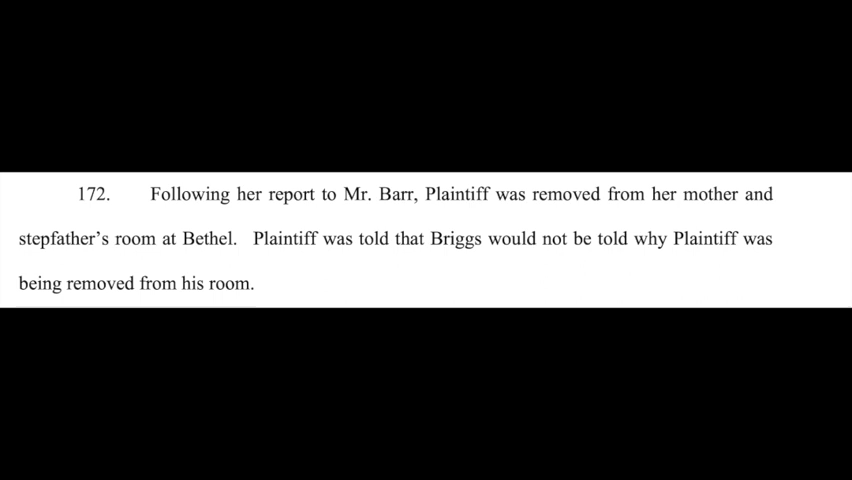 172. Following her report to Mr. Barr, Plaintiff was removed from her mother and
stepfather’s room at Bethel. Plaintiff was told that Briggs would not be told why Plaintiff was
being removed from his room.